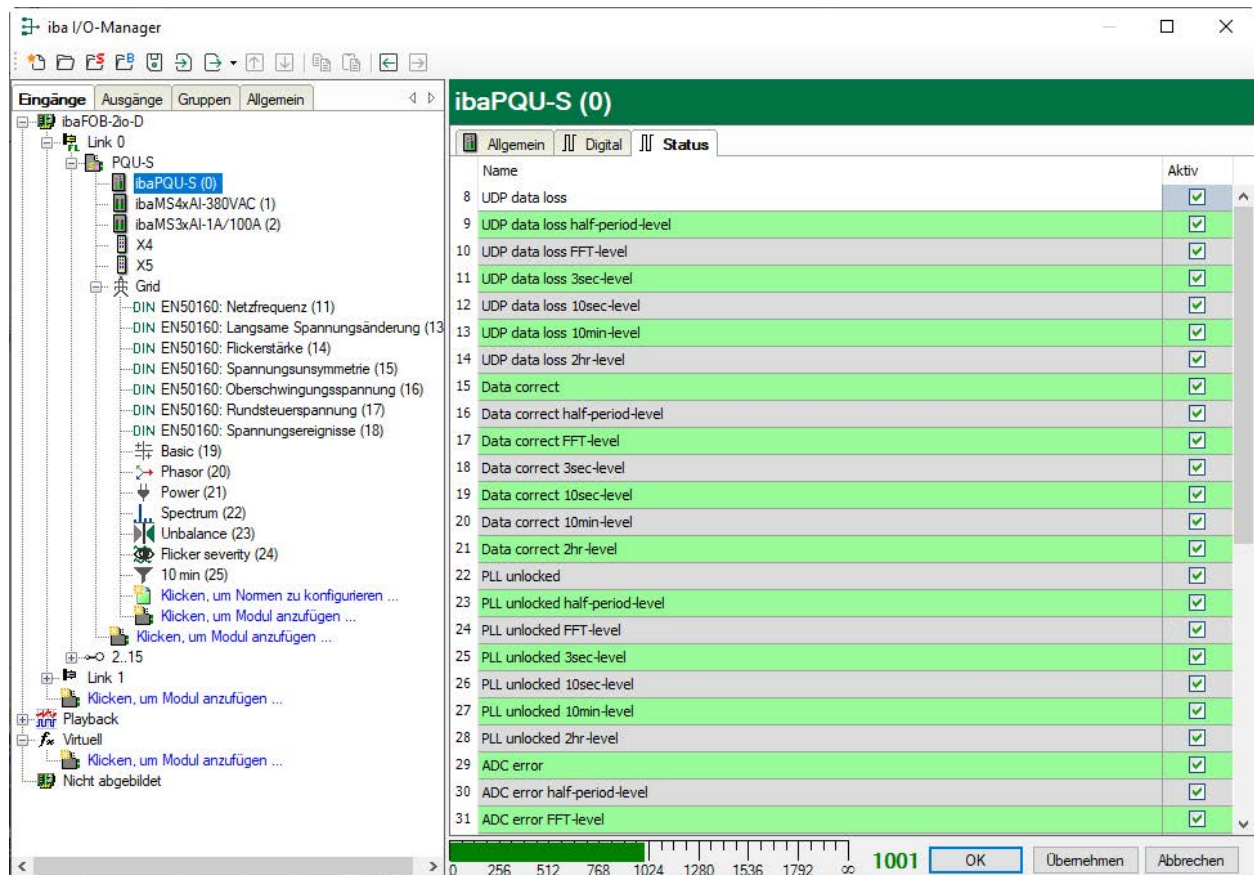 iba I/O-Manager
Eingänge Ausgänge Gruppen Allgemein
ibaFOB-2io-D
Link 0
PQU-S
ibaPQU-S (0)
ibaMS4xAI-380VAC (1)
ibaMS3xAI-1A/100A (2)
X4
X5
Grid
DIN EN50160: Netzfrequenz (11)
DIN EN50160: Langsame Spannungsänderung (13
DIN EN50160: Flickerstärke (14)
DIN EN50160: Spannungsunsymmetrie (15)
DIN EN50160: Oberschwingungsspannung (16)
DIN EN50160: Rundsteuerspannung (17)
DIN EN50160: Spannungsereignisse (18)
Basic (19)
Phasor (20)
Power (21)
Spectrum (22)
Unbalance (23)
Flicker severity (24)
10 min (25)
Klicken, um Normen zu konfigurieren ...
Klicken, um Modul anzufügen ...
Klicken, um Modul anzufügen ...
2..15
Link 1
Klicken, um Modul anzufügen ...
Playback
fx Virtuell
Klicken, um Modul anzufügen ...
Nicht abgebildet
ibaPQU-S (0)
Allgemein Digital Status
Name Aktiv
8 UDP data loss
9 UDP data loss half-period-level
10 UDP data loss FFT-level
11 UDP data loss 3sec-level
12 UDP data loss 10sec-level
13 UDP data loss 10min-level
14 UDP data loss 2hr-level
15 Data correct
16 Data correct half-period-level
17 Data correct FFT-level
18 Data correct 3sec-level
19 Data correct 10sec-level
20 Data correct 10min-level
21 Data correct 2hr-level
22 PLL unlocked
23 PLL unlocked half-period-level
24 PLL unlocked FFT-level
25 PLL unlocked 3sec-level
26 PLL unlocked 10sec-level
27 PLL unlocked 10min-level
28 PLL unlocked 2hr-level
29 ADC error
30 ADC error half-period-level
31 ADC error FFT-level
0 256 512 768 1024 1280 1536 1792 ∞ 1001 OK Übernehmen Abbrechen